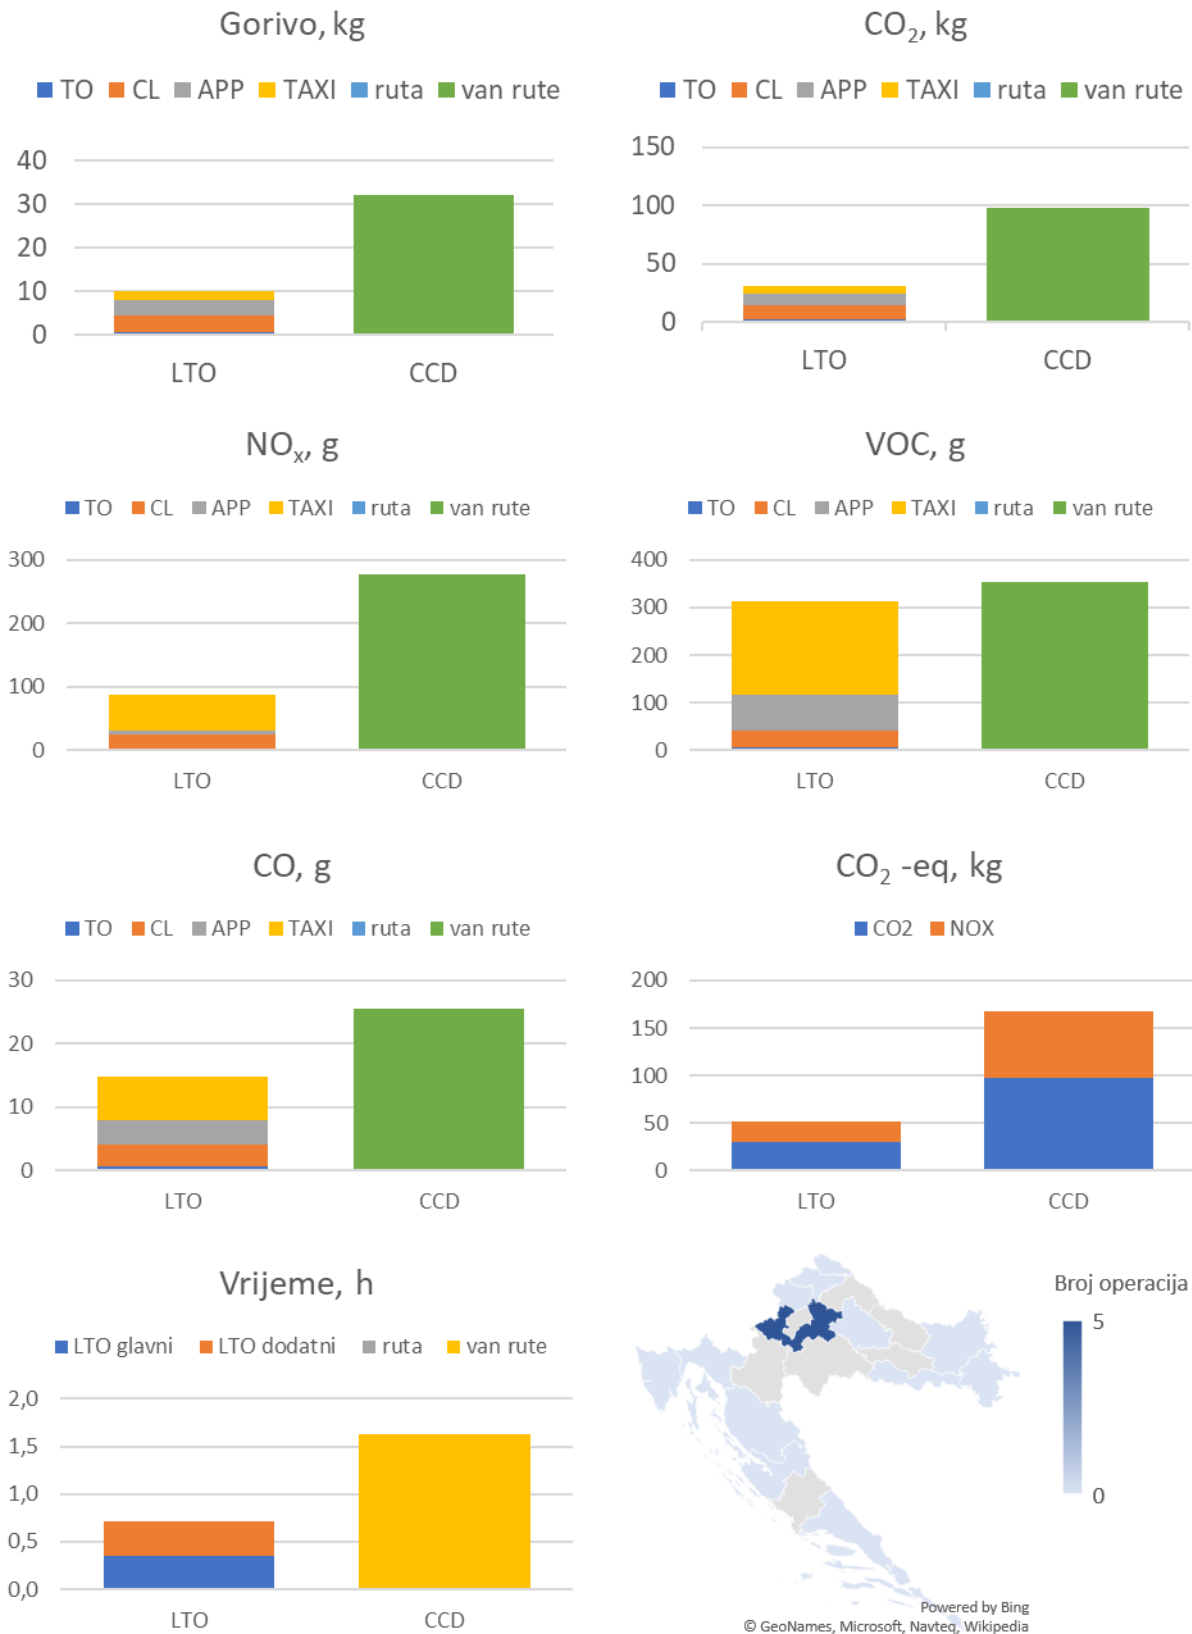 Gorivo, kg
TO CL APP TAXI ruta van rute
40
30
20
10
0
LTO CCD
CO₂, kg
TO CL APP TAXI ruta van rute
150
100
50
0
LTO CCD
NOₓ, g
TO CL APP TAXI ruta van rute
300
200
100
0
LTO CCD
VOC, g
TO CL APP TAXI ruta van rute
400
300
200
100
0
LTO CCD
CO, g
TO CL APP TAXI ruta van rute
30
20
10
0
LTO CCD
CO₂ -eq, kg
CO2 NOX
200
150
100
50
0
LTO CCD
Vrijeme, h
LTO glavni LTO dodatni ruta van rute
2,0
1,5
1,0
0,5
0,0
LTO CCD
Broj operacija
5
0
Powered by Bing
© GeoNames, Microsoft, Navteq, Wikipedia